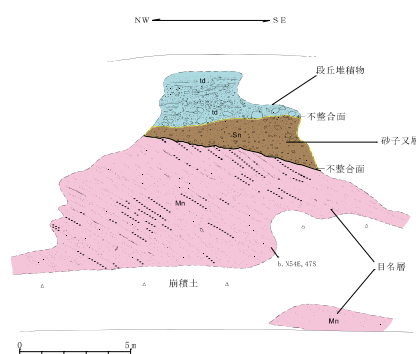 NW SE
td
段丘堆積物
td
不整合面
Sn
砂子又層
不整合面
Mn
目名層
b. N54E, 47S
崩積土
Mn
0 5m